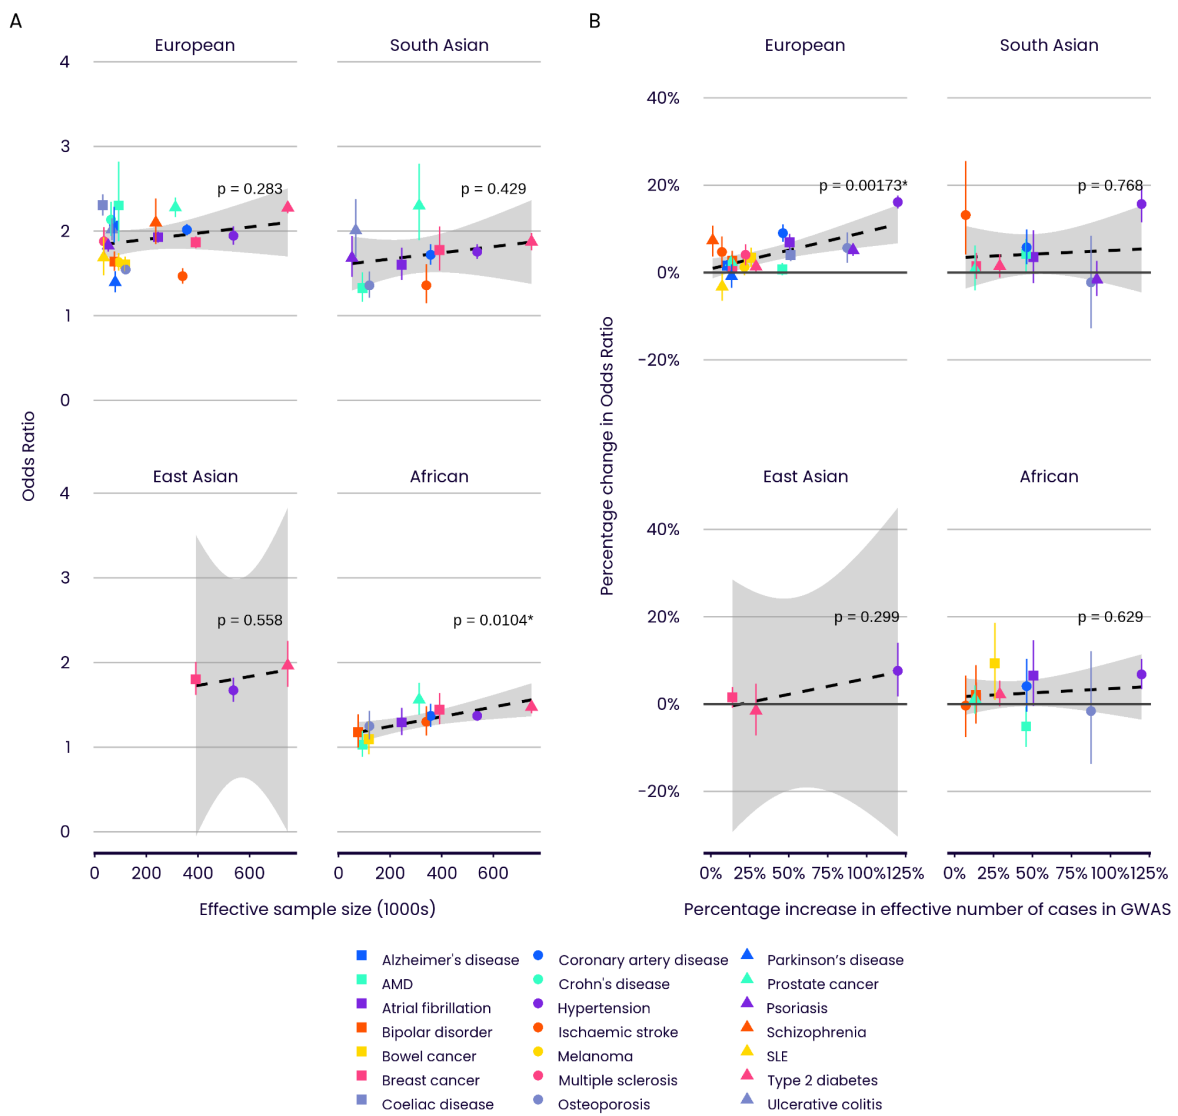 A
B
European
South Asian
European
South Asian
4
3
2
1
0
p = 0.283
p = 0.429
40%
20%
0%
−20%
p = 0.00173*
p = 0.768
Odds Ratio
Percentage change in Odds Ratio
East Asian
African
East Asian
African
4
3
2
1
0
p = 0.558
p = 0.0104*
40%
20%
0%
−20%
p = 0.299
p = 0.629
0 200 400 600
0 200 400 600
0% 25% 50% 75% 100% 125%
0% 25% 50% 75% 100% 125%
Effective sample size (1000s)
Percentage increase in effective number of cases in GWAS
Alzheimer's disease
Coronary artery disease
Parkinson's disease
AMD
Crohn's disease
Prostate cancer
Atrial fibrillation
Hypertension
Psoriasis
Bipolar disorder
Ischaemic stroke
Schizophrenia
Bowel cancer
Melanoma
SLE
Breast cancer
Multiple sclerosis
Type 2 diabetes
Coeliac disease
Osteoporosis
Ulcerative colitis